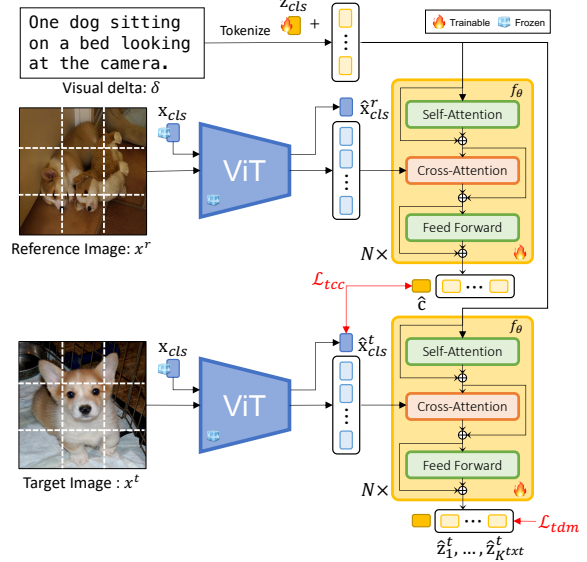 One dog sitting
on a bed looking
at the camera.
Visual delta: δ
Tokenize
z_cls
+
Trainable
Frozen
f_θ
Self-Attention
Cross-Attention
Feed Forward
N×
x_cls
ViT
x̂^r_cls
Reference Image: x^r
ℒ_tcc
ĉ
x_cls
ViT
x̂^t_cls
f_θ
Self-Attention
Cross-Attention
Feed Forward
N×
Target Image : x^t
ẑ^t_1, ... , ẑ^t_{K^txt}
ℒ_tdm